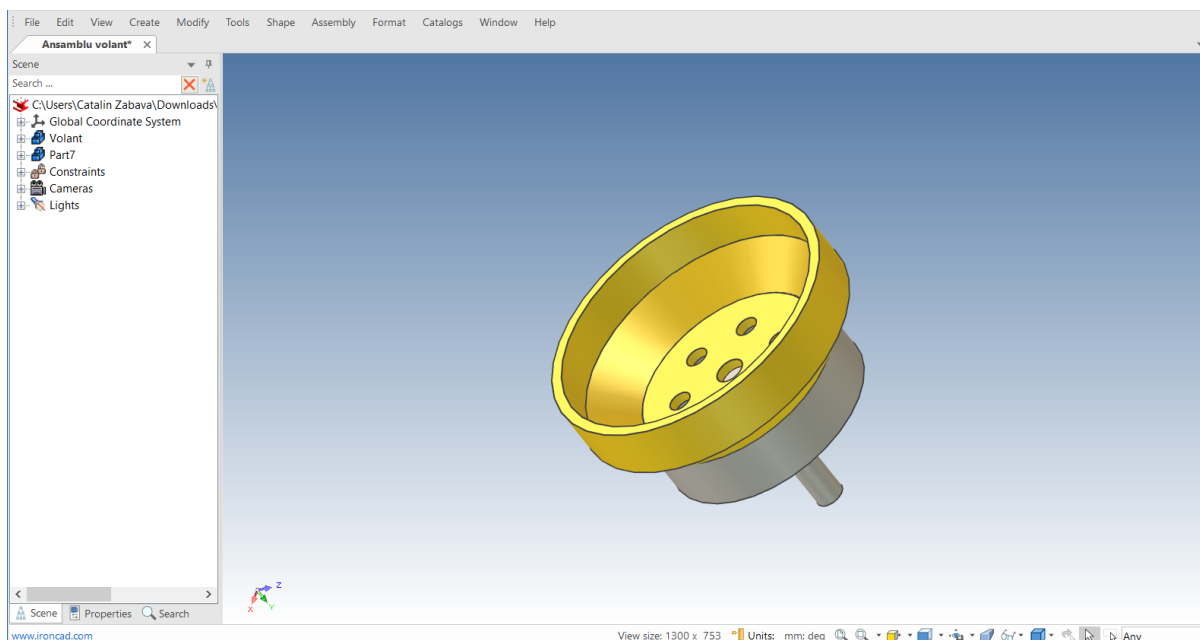 File Edit View Create Modify Tools Shape Assembly Format Catalogs Window Help
Ansamblu volant*
Scene
Search ...
C:\Users\Catalin Zabava\Downloads\
Global Coordinate System
Volant
Part7
Constraints
Cameras
Lights
Z
X
Y
Scene Properties Search
www.ironcad.com View size: 1300 x 753 Units: mm; deg Any